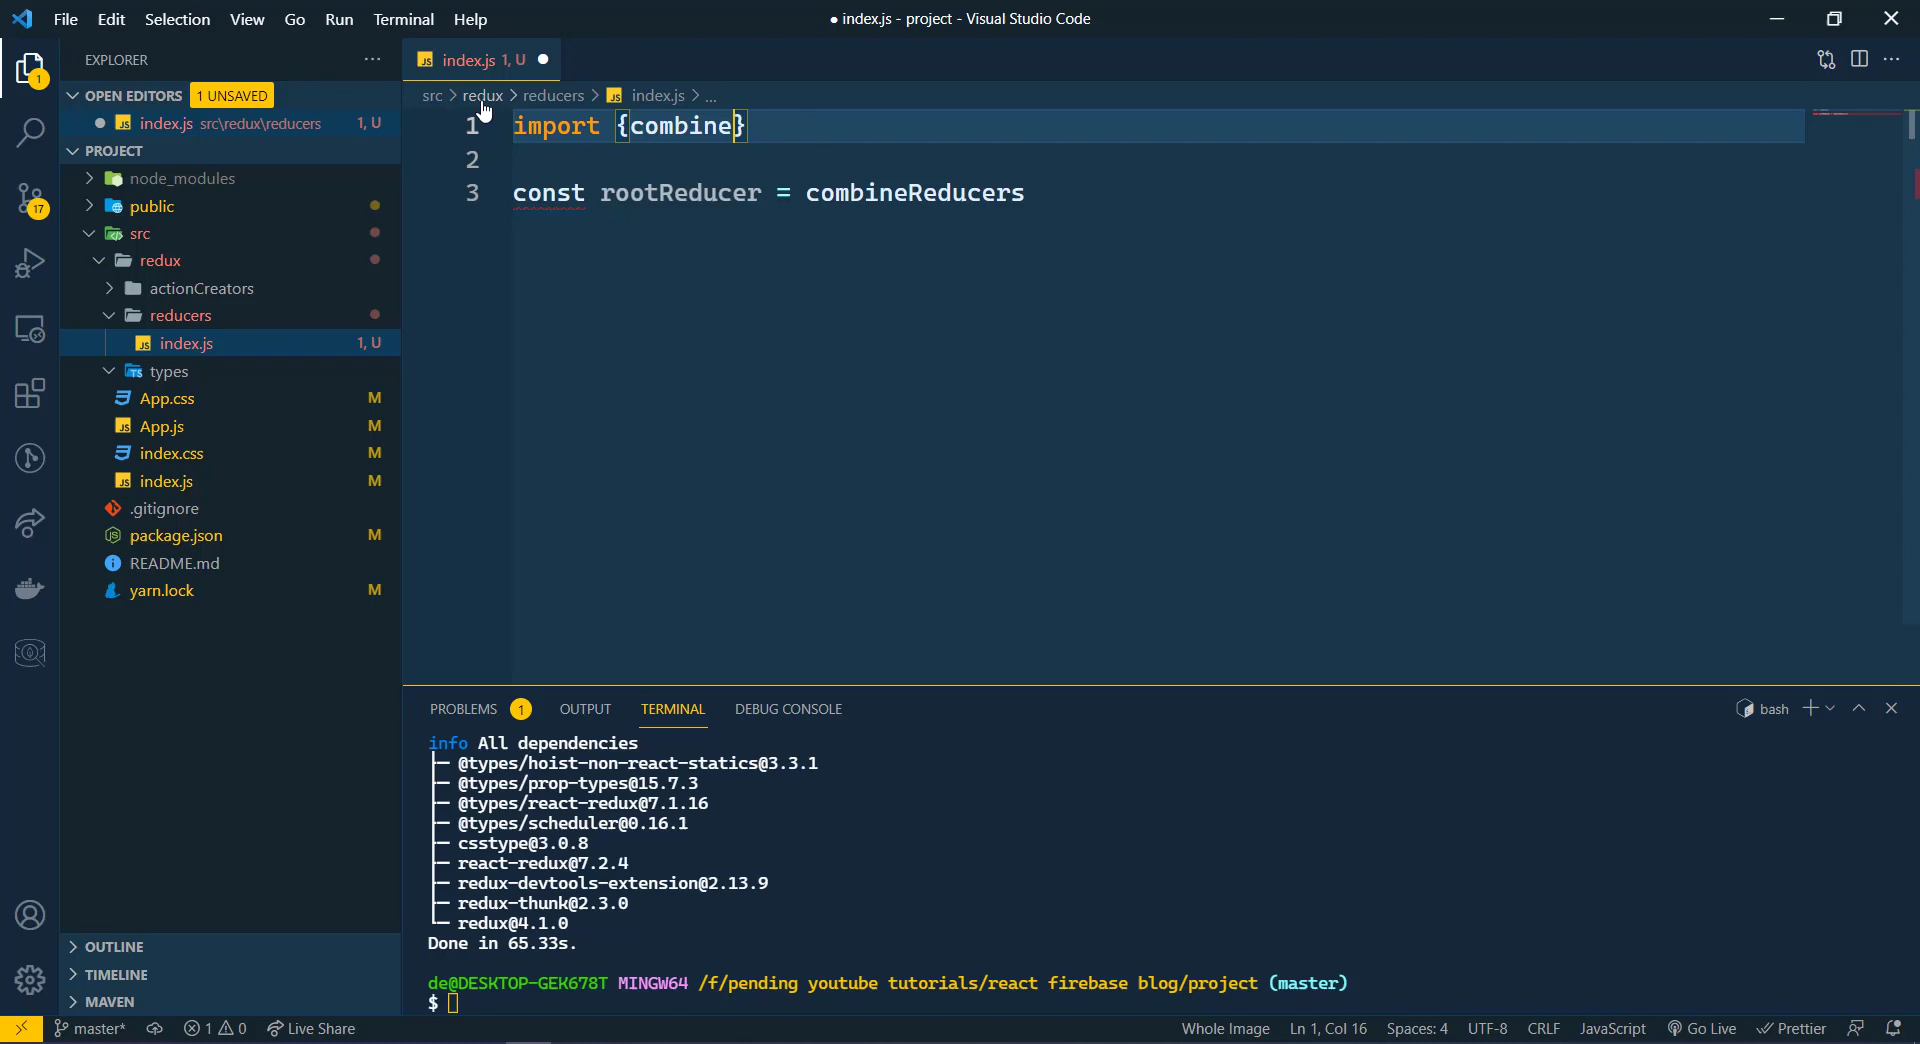 File Edit Selection View Go Run Terminal Help
● index.js - project - Visual Studio Code
EXPLORER
OPEN EDITORS 1 UNSAVED
index.js src\redux\reducers 1, U
PROJECT
node_modules
public
src
redux
actionCreators
reducers
index.js 1, U
types
App.css M
App.js M
index.css M
index.js M
.gitignore
package.json M
README.md
yarn.lock M
OUTLINE
TIMELINE
MAVEN
1
17
index.js 1, U
src > redux > reducers > index.js > ...
1 import {combine}
2
3 const rootReducer = combineReducers
PROBLEMS 1 OUTPUT TERMINAL DEBUG CONSOLE
bash
info All dependencies
├─ @types/hoist-non-react-statics@3.3.1
├─ @types/prop-types@15.7.3
├─ @types/react-redux@7.1.16
├─ @types/scheduler@0.16.1
├─ csstype@3.0.8
├─ react-redux@7.2.4
├─ redux-devtools-extension@2.13.9
├─ redux-thunk@2.3.0
└─ redux@4.1.0
Done in 65.33s.
de@DESKTOP-GEK678T MINGW64 /f/pending youtube tutorials/react firebase blog/project (master)
$
master* 1 0 Live Share Whole Image Ln 1, Col 16 Spaces: 4 UTF-8 CRLF JavaScript Go Live Prettier